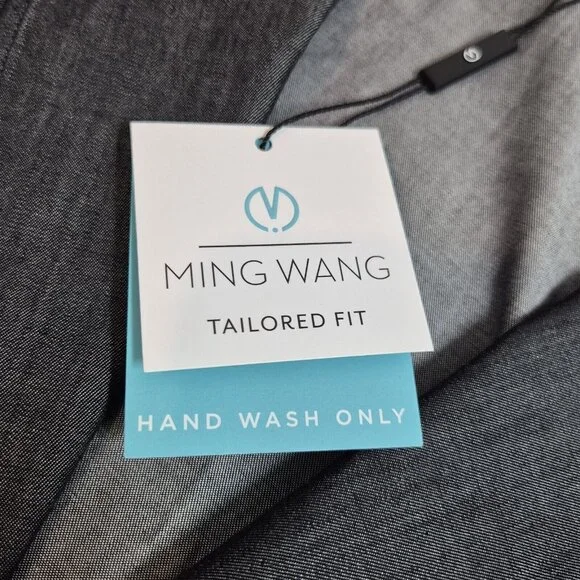 MING WANG
TAILORED FIT
HAND WASH ONLY